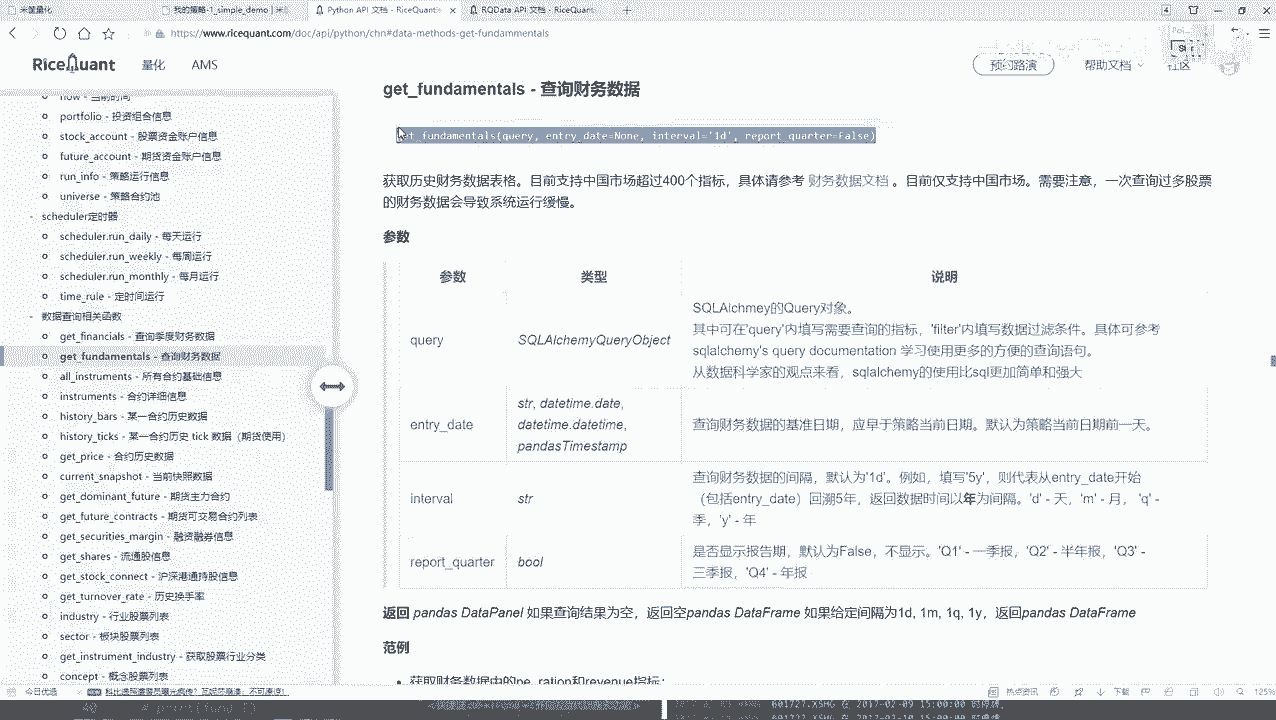 米筐量化
我的策略-1_simple_demo | 米
Python API 文档 - RiceQuant
RQData API 文档 - RiceQuant
https://www.ricequant.com/doc/api/python/chn#data-methods-get-fundammentals
RiceQuant
量化
AMS
预约路演
帮助文档
社区
now - 当前时间
portfolio - 投资组合信息
stock_account - 股票资金账户信息
future_account - 期货资金账户信息
run_info - 策略运行信息
universe - 策略合约池
scheduler定时器
scheduler.run_daily - 每天运行
scheduler.run_weekly - 每周运行
scheduler.run_monthly - 每月运行
time_rule - 定时间运行
数据查询相关函数
get_financials - 查询季度财务数据
get_fundamentals - 查询财务数据
all_instruments - 所有合约基础信息
instruments - 合约详细信息
history_bars - 某一合约历史数据
history_ticks - 某一合约历史 tick 数据（期货使用）
get_price - 合约历史数据
current_snapshot - 当前快照数据
get_dominant_future - 期货主力合约
get_future_contracts - 期货可交易合约列表
get_securities_margin - 融资融券信息
get_shares - 流通股信息
get_stock_connect - 沪深港通持股信息
get_turnover_rate - 历史换手率
industry - 行业股票列表
sector - 板块股票列表
get_instrument_industry - 获取股票行业分类
concept - 概念股票列表
get_fundamentals - 查询财务数据
get_fundamentals(query, entry_date=None, interval='1d', report_quarter=False)
获取历史财务数据表格。目前支持中国市场超过400个指标，具体请参考 财务数据文档 。目前仅支持中国市场。需要注意，一次查询过多股票
的财务数据会导致系统运行缓慢。
参数
参数 类型 说明
query SQLAlchemyQueryObject
SQLAlchmey的Query对象。
其中可在'query'内填写需要查询的指标，'filter'内填写数据过滤条件。具体可参考
sqlalchemy's query documentation 学习使用更多的方便的查询语句。
从数据科学家的观点来看，sqlalchemy的使用比sql更加简单和强大
entry_date
str, datetime.date,
datetime.datetime,
pandasTimestamp
查询财务数据的基准日期，应早于策略当前日期。默认为策略当前日期前一天。
interval str
查询财务数据的间隔，默认为'1d'。例如，填写'5y'，则代表从entry_date开始
（包括entry_date）回溯5年，返回数据时间以年为间隔。'd' - 天，'m' - 月， 'q' -
季，'y' - 年
report_quarter bool
是否显示报告期，默认为False，不显示。'Q1' - 一季报，'Q2' - 半年报，'Q3' -
三季报，'Q4' - 年报
返回 pandas DataPanel 如果查询结果为空，返回空pandas DataFrame 如果给定间隔为1d, 1m, 1q, 1y，返回pandas DataFrame
范例
获取财务数据中的pe_ration和revenue指标：
今日优选
热点资讯
下载
125%